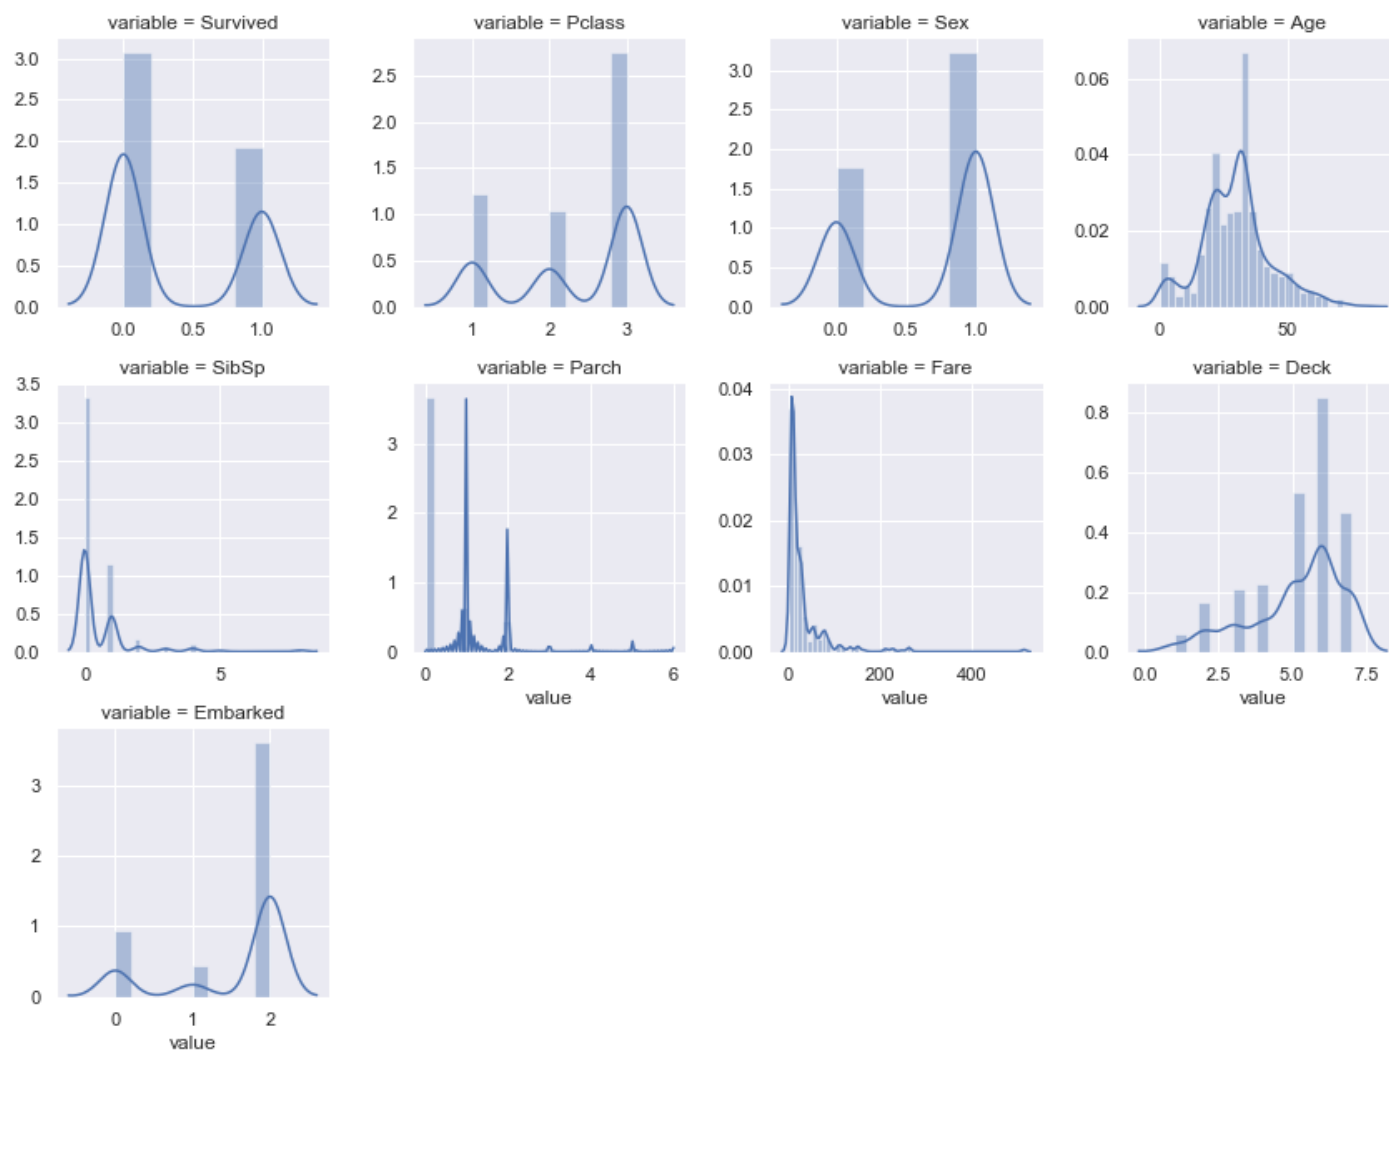 variable = Survived
variable = Pclass
variable = Sex
variable = Age
3.0
2.5
2.0
1.5
1.0
0.5
0.0
0.0 0.5 1.0
2.5
2.0
1.5
1.0
0.5
0.0
1 2 3
3.0
2.5
2.0
1.5
1.0
0.5
0.0
0.0 0.5 1.0
0.06
0.04
0.02
0.00
0 50
variable = SibSp
variable = Parch
variable = Fare
variable = Deck
3.5
3.0
2.5
2.0
1.5
1.0
0.5
0.0
0 5
3
2
1
0
0 2 4 6
value
0.04
0.03
0.02
0.01
0.00
0 200 400
value
0.8
0.6
0.4
0.2
0.0
0.0 2.5 5.0 7.5
value
variable = Embarked
3
2
1
0
0 1 2
value